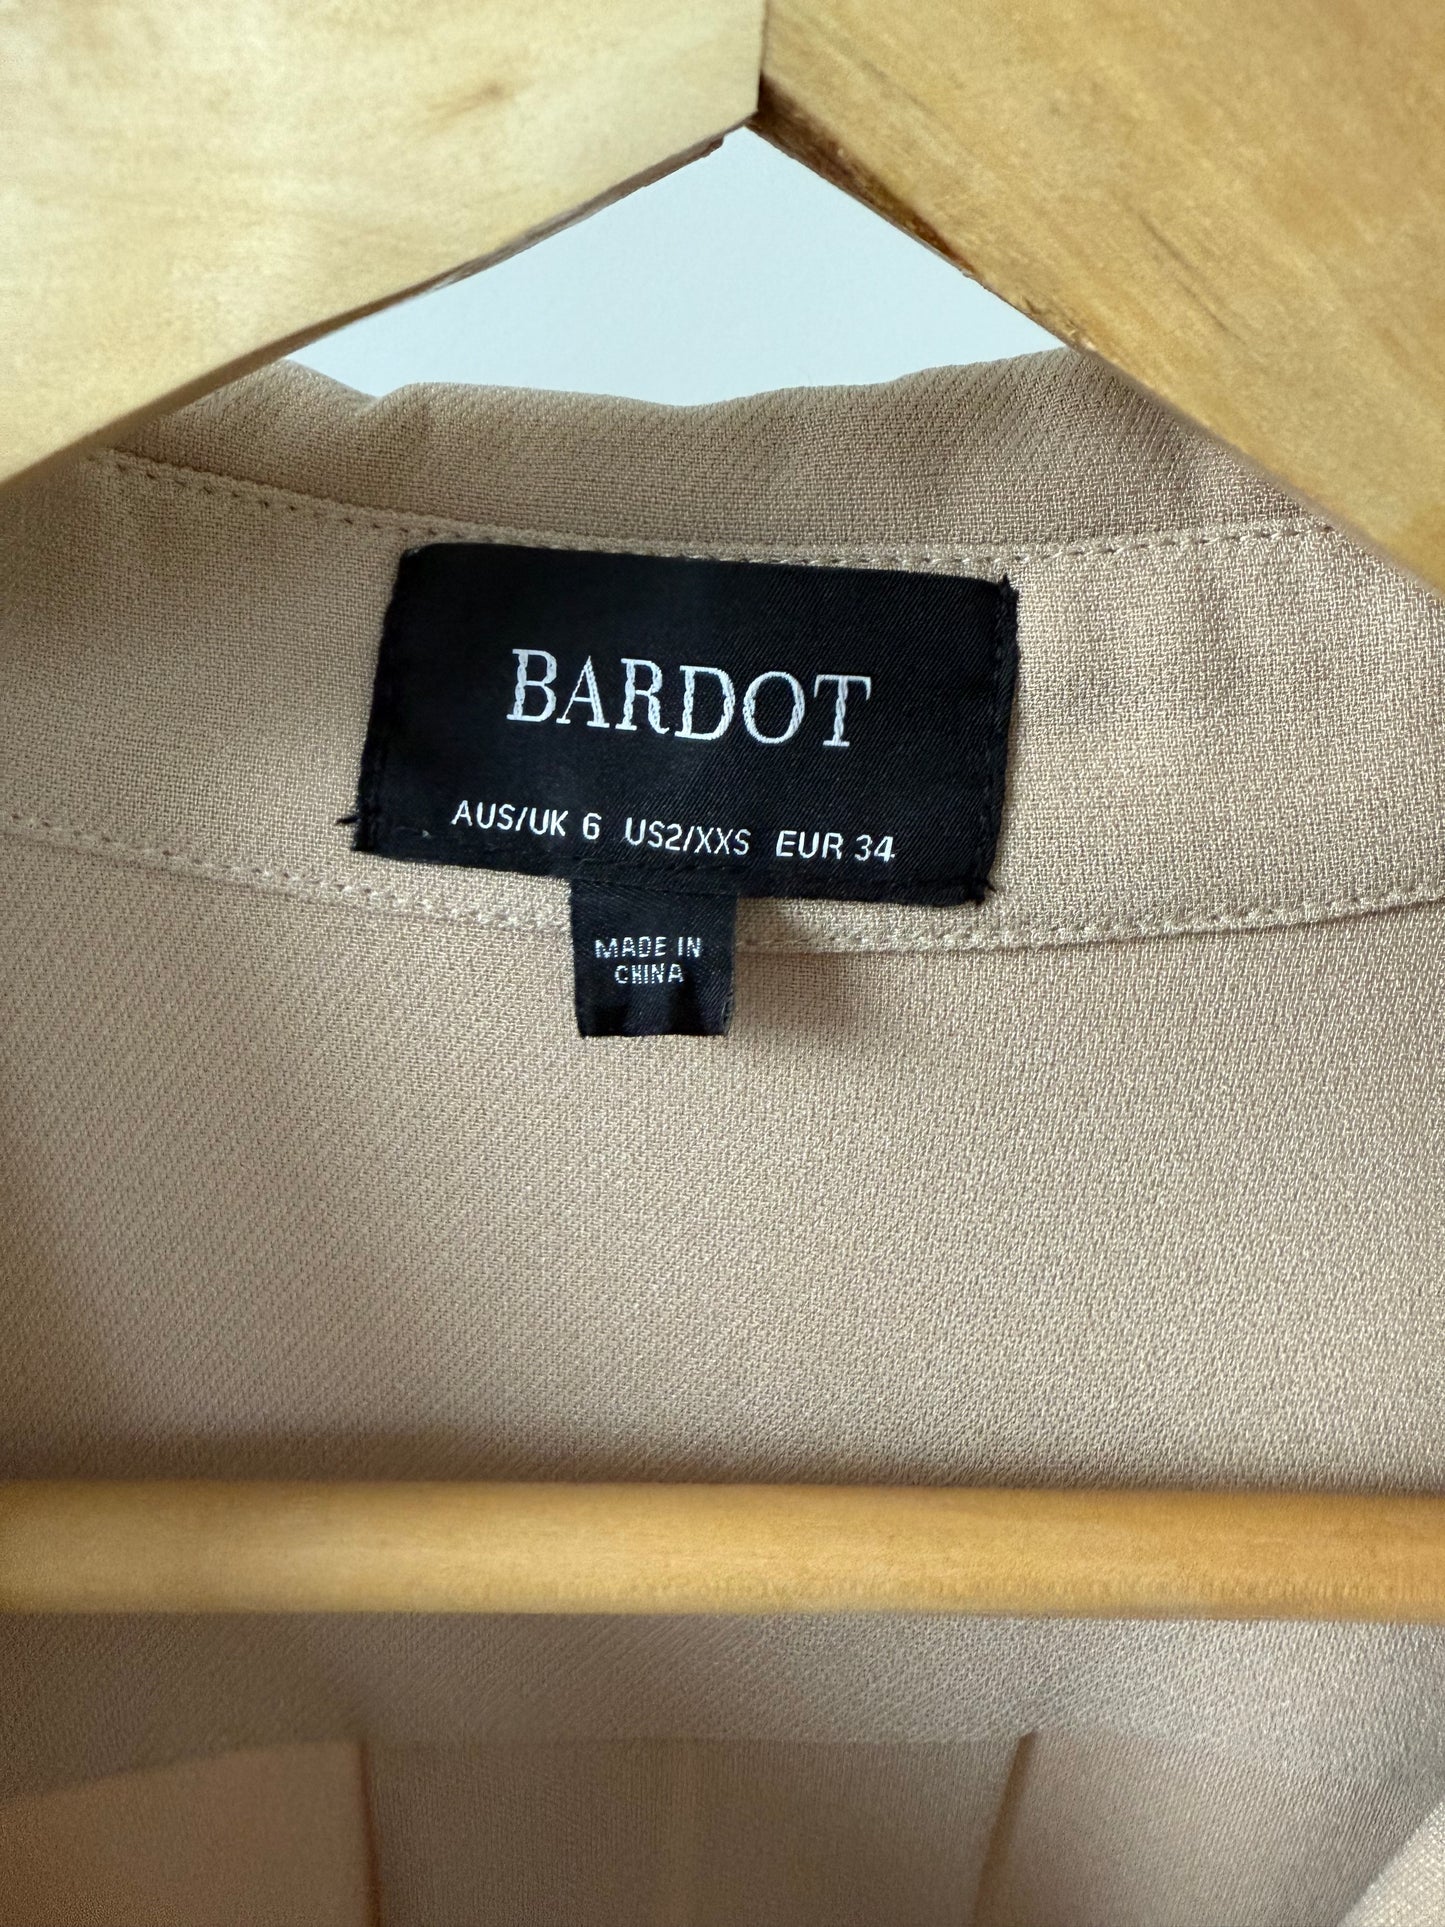 BARDOT
AUS/UK 6 US2/XXS EUR 34
MADE IN
CHINA